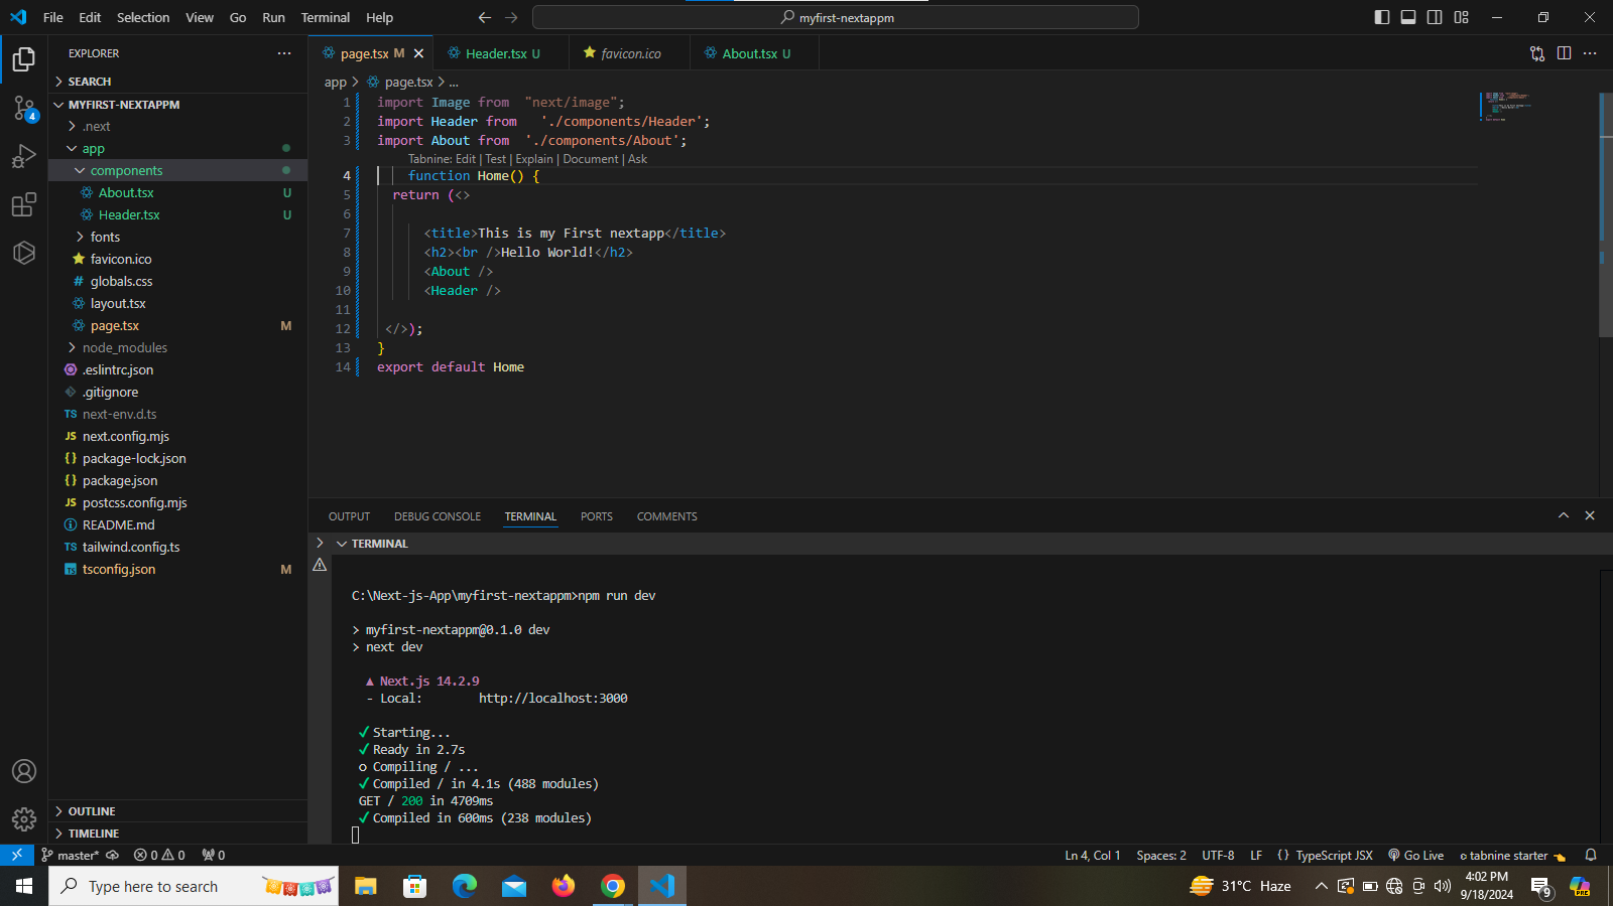 File Edit Selection View Go Run Terminal Help
myfirst-nextappm
EXPLORER
SEARCH
MYFIRST-NEXTAPPM
.next
app
components
About.tsx U
Header.tsx U
fonts
favicon.ico
globals.css
layout.tsx
page.tsx M
node_modules
.eslintrc.json
.gitignore
next-env.d.ts
next.config.mjs
package-lock.json
package.json
postcss.config.mjs
README.md
tailwind.config.ts
tsconfig.json M
OUTLINE
TIMELINE
4
page.tsx M Header.tsx U favicon.ico About.tsx U
app > page.tsx > ...
1 import Image from "next/image";
2 import Header from './components/Header';
3 import About from './components/About';
Tabnine: Edit | Test | Explain | Document | Ask
4 function Home() {
5 return (<>
6
7 <title>This is my First nextapp</title>
8 <h2><br />Hello World!</h2>
9 <About />
10 <Header />
11
12 </>);
13 }
14 export default Home
OUTPUT DEBUG CONSOLE TERMINAL PORTS COMMENTS
TERMINAL
C:\Next-js-App\myfirst-nextappm>npm run dev
> myfirst-nextappm@0.1.0 dev
> next dev
▲ Next.js 14.2.9
- Local: http://localhost:3000
✓ Starting...
✓ Ready in 2.7s
○ Compiling / ...
✓ Compiled / in 4.1s (488 modules)
GET / 200 in 4709ms
✓ Compiled in 600ms (238 modules)
master* 0 0 0
Ln 4, Col 1 Spaces: 2 UTF-8 LF {} TypeScript JSX Go Live tabnine starter
Type here to search
31°C Haze
4:02 PM
9/18/2024
9
PRE